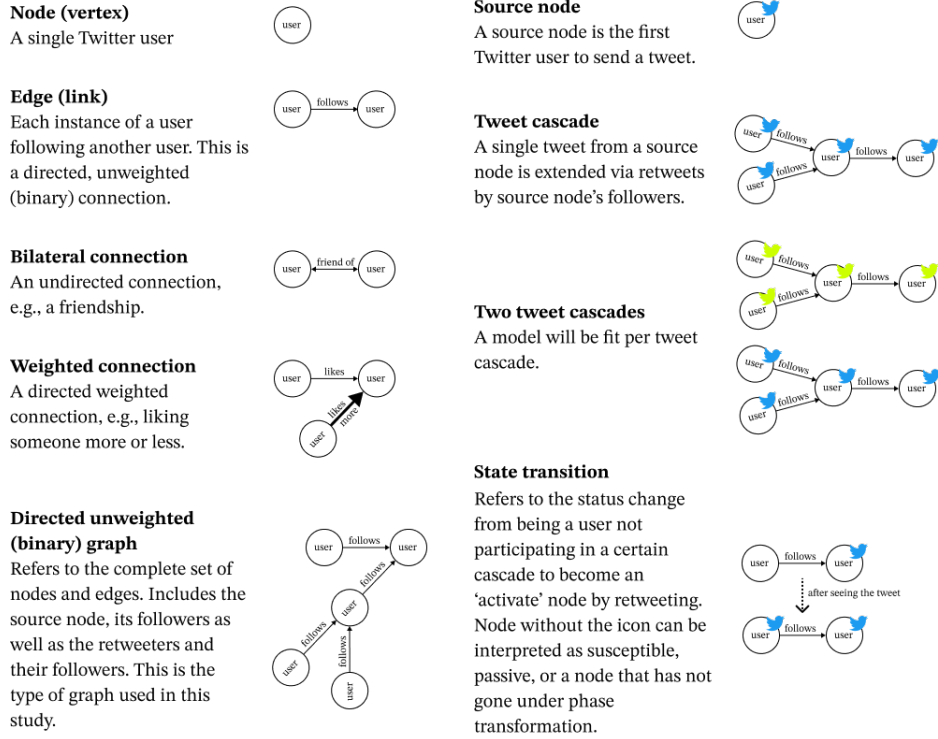 Node (vertex)
A single Twitter user
user
Edge (link)
Each instance of a user
following another user. This is
a directed, unweighted
(binary) connection.
user follows user
Bilateral connection
An undirected connection,
e.g., a friendship.
user friend of user
Weighted connection
A directed weighted
connection, e.g., liking
someone more or less.
user likes user
likes
more
user
Directed unweighted
(binary) graph
Refers to the complete set of
nodes and edges. Includes the
source node, its followers as
well as the retweeters and
their followers. This is the
type of graph used in this
study.
user follows user
follows
user
follows
user
follows
user
Source node
A source node is the first
Twitter user to send a tweet.
user
Tweet cascade
A single tweet from a source
node is extended via retweets
by source node's followers.
user follows
user follows user
user follows
Two tweet cascades
A model will be fit per tweet
cascade.
user follows
user follows user
user follows
user follows
user follows user
user follows
State transition
Refers to the status change
from being a user not
participating in a certain
cascade to become an
‘activate’ node by retweeting.
Node without the icon can be
interpreted as susceptible,
passive, or a node that has not
gone under phase
transformation.
user follows user
after seeing the tweet
user follows user